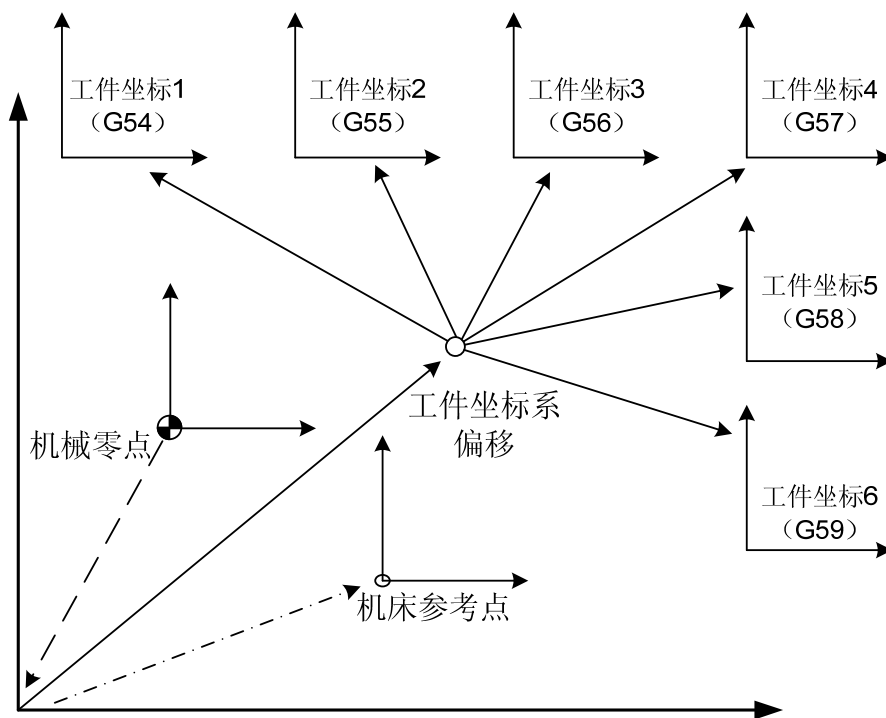 工件坐标1
（G54）
工件坐标2
（G55）
工件坐标3
（G56）
工件坐标4
（G57）
工件坐标5
（G58）
工件坐标系
偏移
机械零点
工件坐标6
（G59）
机床参考点